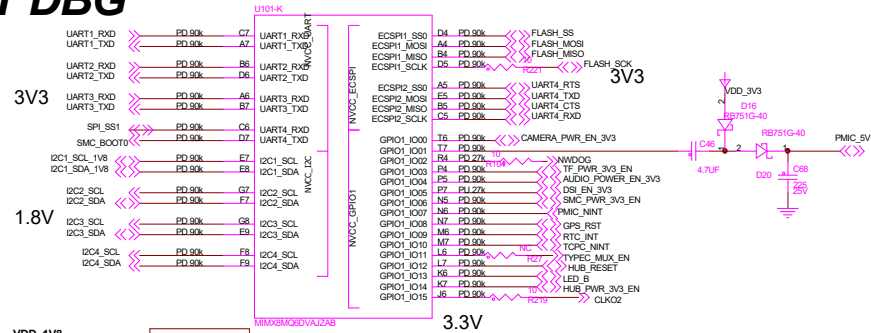 DBG
U101-K
UART1_RXD PD 90k C7 UART1_RXD
UART1_TXD PD 90k A7 UART1_TXD
UART2_RXD PD 90k B6 UART2_RXD
UART2_TXD PD 90k D6 UART2_TXD
3V3
UART3_RXD PD 90k A6 UART3_RXD
UART3_TXD PD 90k B7 UART3_TXD
SPI_SS1 PD 90k C6 UART4_RXD
SMC_BOOT0 PD 90k D7 UART4_TXD
I2C1_SCL_1V8 PD 90k E7 I2C1_SCL
I2C1_SDA_1V8 PD 90k E8 I2C1_SDA
I2C2_SCL PD 90k G7 I2C2_SCL
I2C2_SDA PD 90k F7 I2C2_SDA
1.8V
I2C3_SCL PD 90k G8 I2C3_SCL
I2C3_SDA PD 90k E9 I2C3_SDA
I2C4_SCL PD 90k F8 I2C4_SCL
I2C4_SDA PD 90k F9 I2C4_SDA
NVCC_UART
NVCC_I2C
NVCC_ECSPI
NVCC_GPIO1
ECSPI1_SS0 D4 PD 90k FLASH_SS
ECSPI1_MOSI A4 PD 90k FLASH_MOSI
ECSPI1_MISO B4 PD 90k FLASH_MISO
ECSPI1_SCLK D5 PD 90k 10 R221 FLASH_SCK
3V3
ECSPI2_SS0 A5 PD 90k UART4_RTS
ECSPI2_MOSI E5 PD 90k UART4_TXD
ECSPI2_MISO B5 PD 90k UART4_CTS
ECSPI2_SCLK C5 PD 90k UART4_RXD
GPIO1_IO00 T6 PD 90k CAMERA_PWR_EN_3V3
GPIO1_IO01 T7 PD 90k
GPIO1_IO02 R4 PD 27k 10 NWDOG
GPIO1_IO03 P4 PD 90k TF_PWR_3V3_EN
GPIO1_IO04 P5 PD 90k AUDIO_POWER_EN_3V3
GPIO1_IO05 P7 PU 27k DSI_EN_3V3
GPIO1_IO06 N5 PD 90k SMC_PWR_3V3_EN
GPIO1_IO07 N6 PD 90k PMIC_NINT
GPIO1_IO08 N7 PD 90k GPS_RST
GPIO1_IO09 M6 PD 90k RTC_INT
GPIO1_IO10 M7 PD 90k TCPC_NINT
GPIO1_IO11 L6 PD 90k NC R27 TYPEC_MUX_EN
GPIO1_IO12 L7 PD 90k HUB_RESET
GPIO1_IO13 K6 PD 90k LED_B
GPIO1_IO14 K7 PD 90k HUB_PWR_3V3_EN
GPIO1_IO15 J6 PD 90k 10 R219 CLKO2
MIMX8MQ6DVAJZAB
3.3V
VDD_3V3
2 D16
RB751G-40
RB751G-40
C46 1 2 1 PMIC_5V
4.7UF
D20
C68
225
25V
VDD_1V8